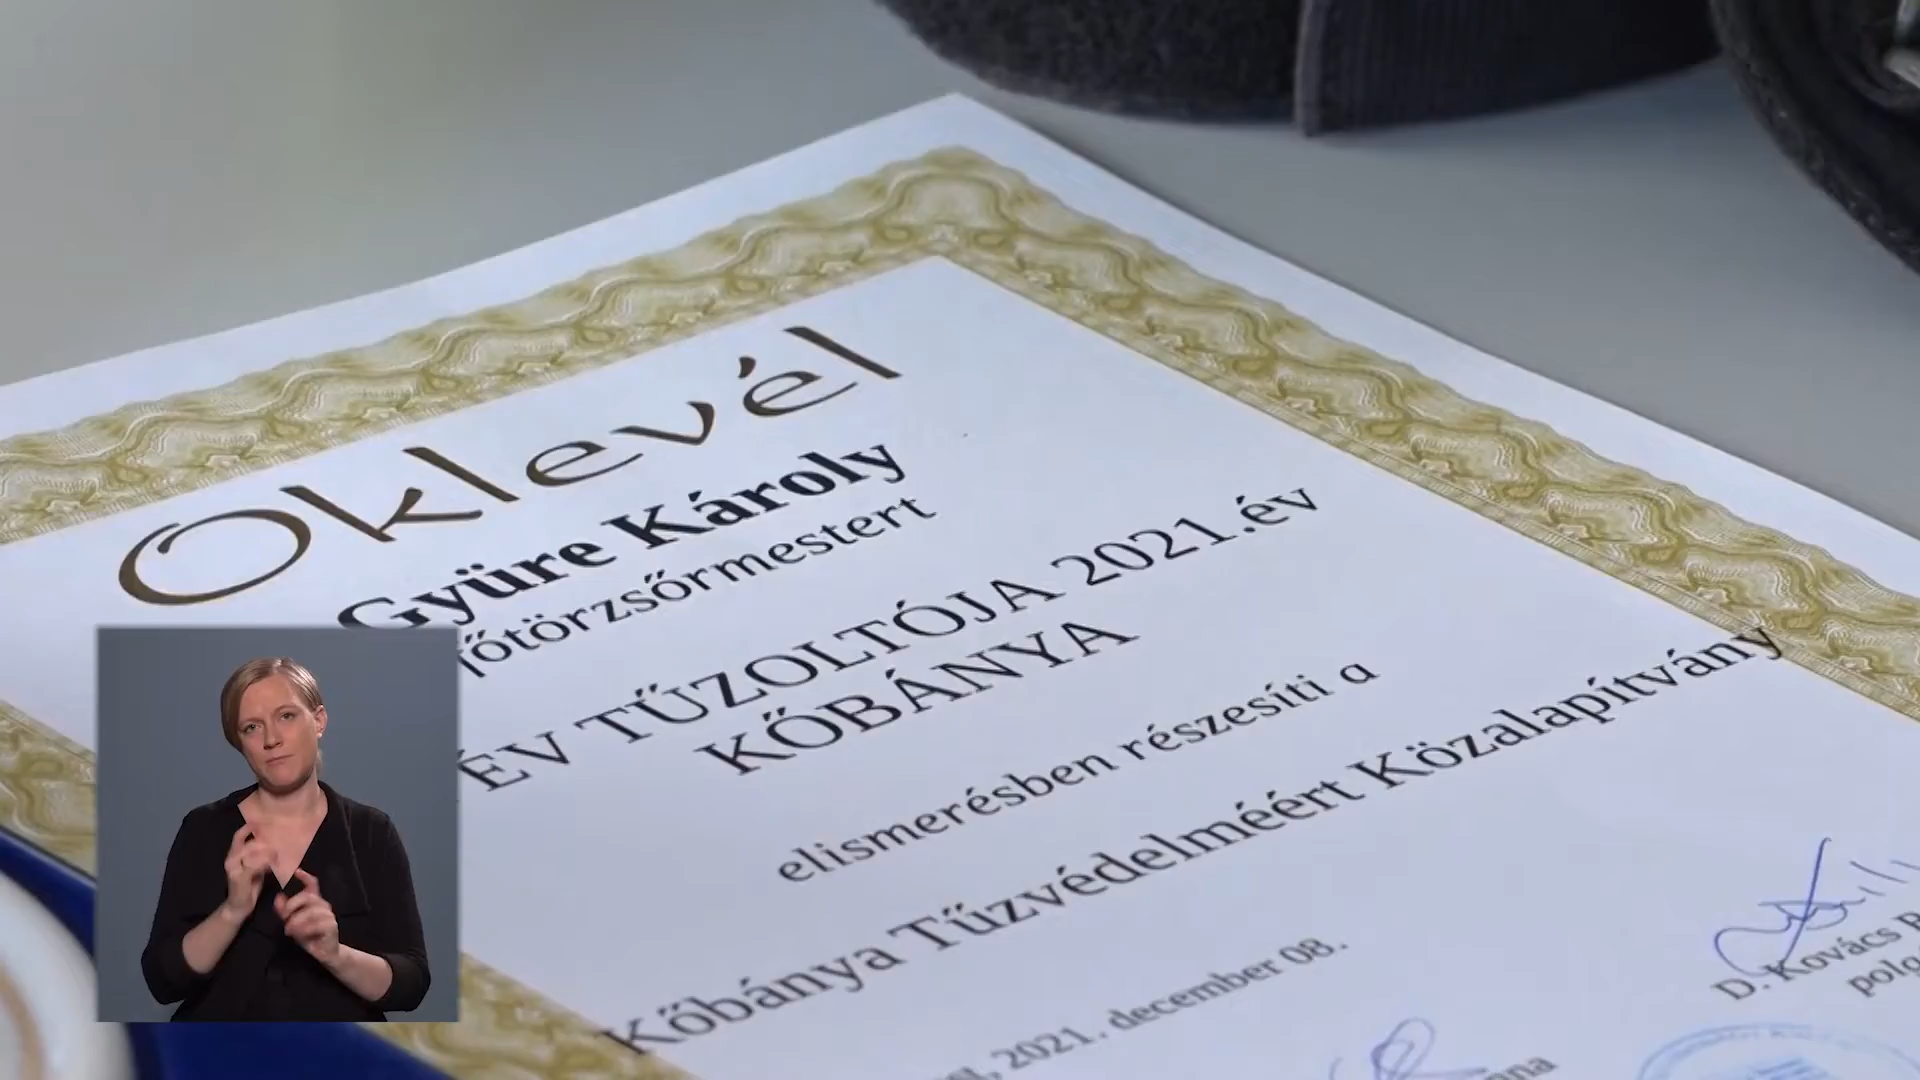 Oklevél
Gyüre Károly
főtörzsőrmestert
ÉV TŰZOLTÓJA 2021.év
KŐBÁNYA
elismerésben részesíti a
Kőbánya Tűzvédelméért Közalapítvány
2021. december 08.
D. Kovács